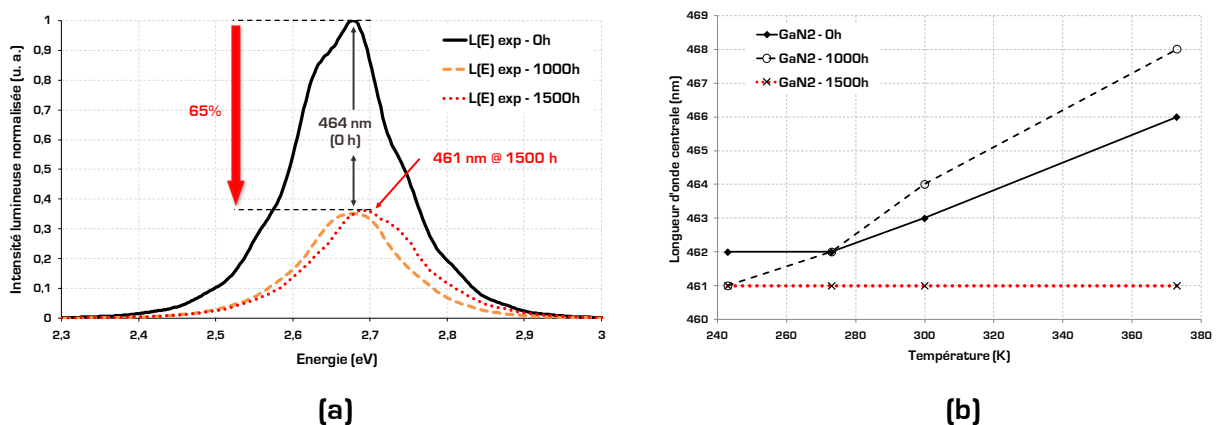 Intensité lumineuse normalisée (u. a.)
1
0,9
0,8
0,7
0,6
0,5
0,4
0,3
0,2
0,1
0
2,3
2,4
2,5
2,6
2,7
2,8
2,9
3
Energie (eV)
65%
464 nm
(0 h)
461 nm @ 1500 h
L(E) exp - 0h
L(E) exp - 1000h
L(E) exp - 1500h
(a)
Longueur d'onde centrale (nm)
469
468
467
466
465
464
463
462
461
460
220
240
260
280
300
320
340
360
380
Température (K)
GaN2 - 0h
GaN2 - 1000h
GaN2 - 1500h
(b)